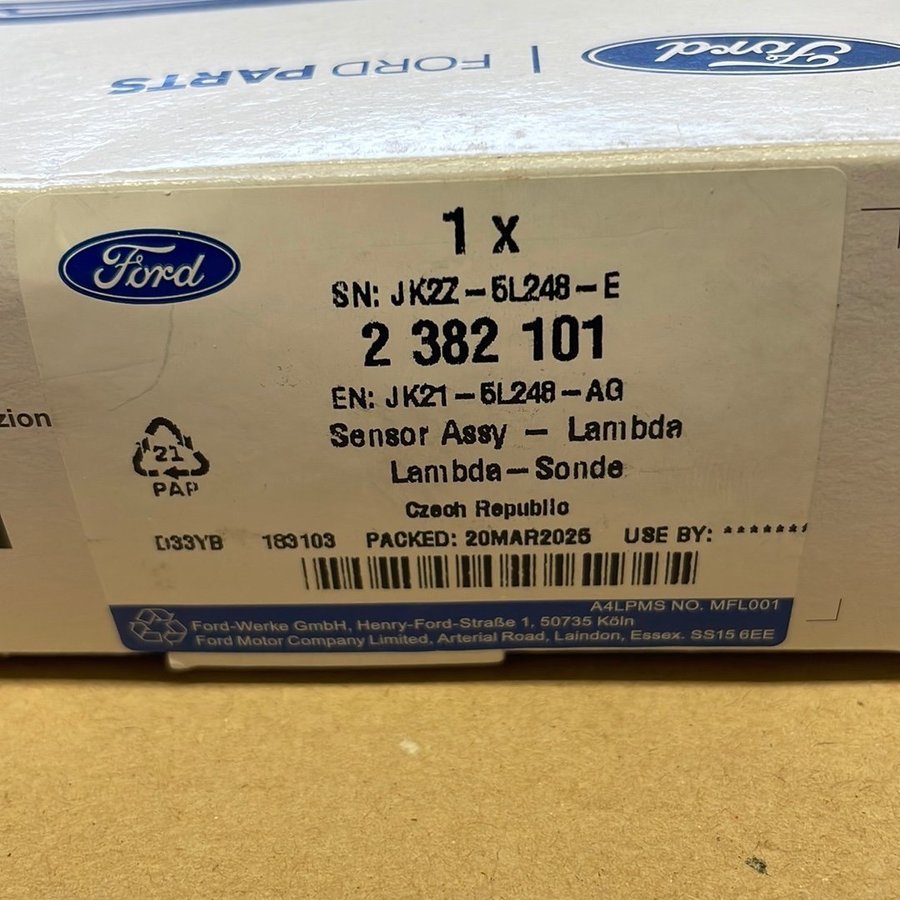 FORD PARTS | Ford
Ford
1 x
SN: JK2Z-5L248-E
2 382 101
EN: JK21-5L248-AG
Sensor Assy - Lambda
Lambda-Sonde
Czech Republic
zion
21
PAP
D33YB 183103 PACKED: 20MAR2025 USE BY: *******
A4LPMS NO. MFL001
Ford-Werke GmbH, Henry-Ford-Straße 1, 50735 Köln
Ford Motor Company Limited, Arterial Road, Laindon, Essex. SS15 6EE